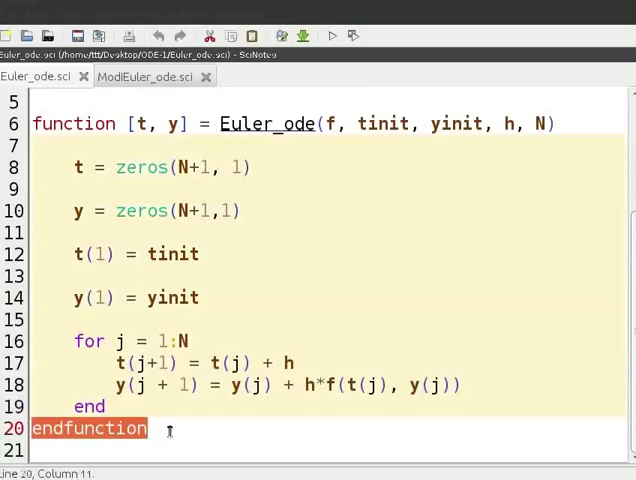 Euler_ode.sci (/home/ttt/Desktop/ODE-1/Euler_ode.sci) - SciNotes
Euler_ode.sci ModiEuler_ode.sci
5
6 function [t, y] = Euler_ode(f, tinit, yinit, h, N)
7
8 t = zeros(N+1, 1)
9
10 y = zeros(N+1,1)
11
12 t(1) = tinit
13
14 y(1) = yinit
15
16 for j = 1:N
17 t(j+1) = t(j) + h
18 y(j + 1) = y(j) + h*f(t(j), y(j))
19 end
20 endfunction
21
Line 20, Column 11.